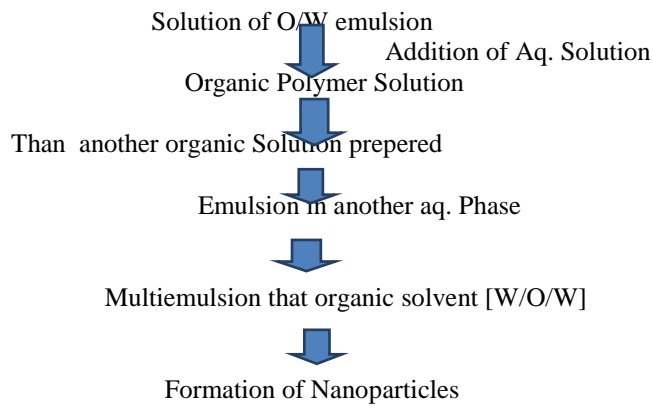 Solution of O/W emulsion
Addition of Aq. Solution
Organic Polymer Solution
Than another organic Solution prepered
Emulsion in another aq. Phase
Multiemulsion that organic solvent [W/O/W]
Formation of Nanoparticles